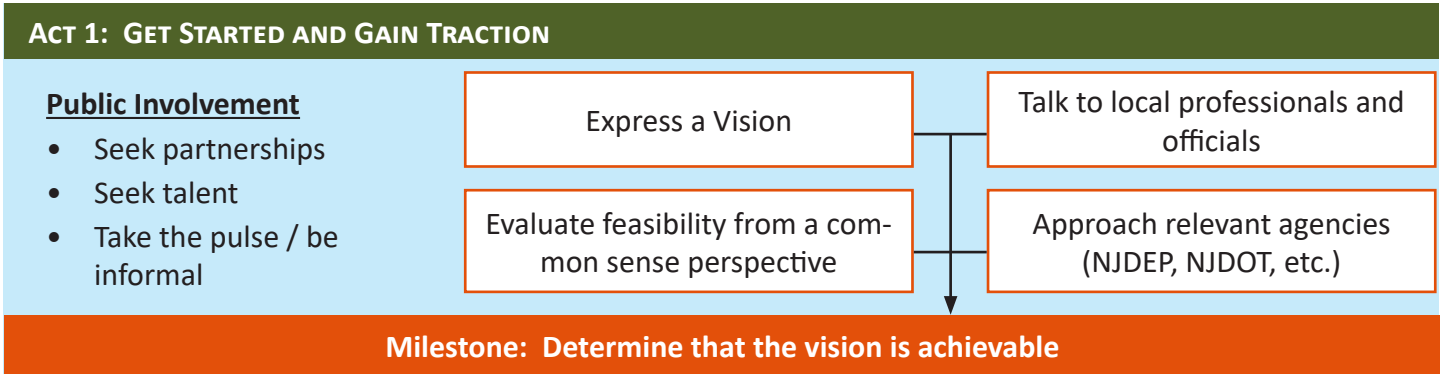 ACT 1: GET STARTED AND GAIN TRACTION
Public Involvement
• Seek partnerships
• Seek talent
• Take the pulse / be
informal
Express a Vision
Talk to local professionals and
officials
Evaluate feasibility from a com-
mon sense perspective
Approach relevant agencies
(NJDEP, NJDOT, etc.)
Milestone: Determine that the vision is achievable